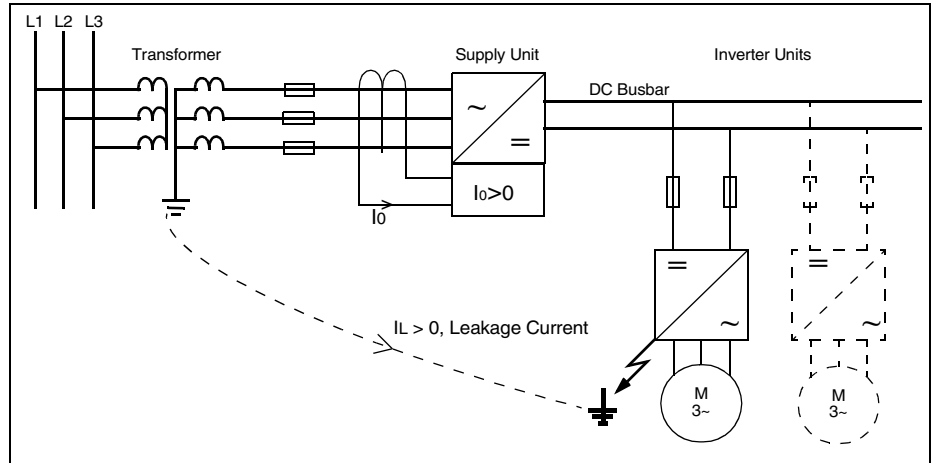 L1 L2 L3
Transformer
Supply Unit
Inverter Units
DC Busbar
~
=
I0>0
I0
=
~
=
~
IL > 0, Leakage Current
M
3~
M
3~